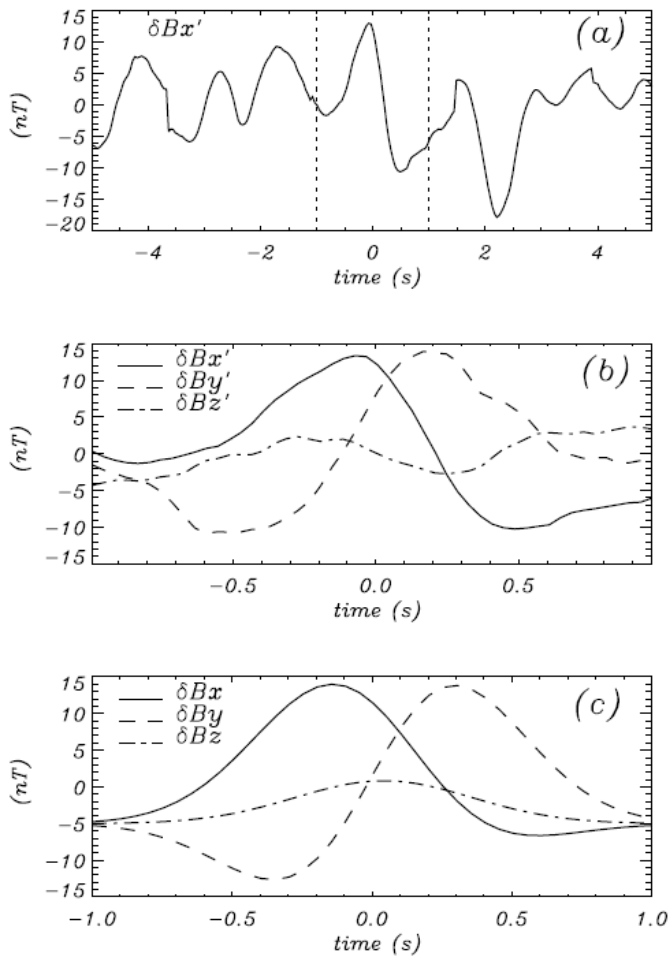 δBx′
(a)
15
10
5
0
−5
−10
−15
−20
(nT)
−4 −2 0 2 4
time (s)
δBx′
δBy′
δBz′
(b)
15
10
5
0
−5
−10
−15
(nT)
−0.5 0.0 0.5
time (s)
δBx
δBy
δBz
(c)
15
10
5
0
−5
−10
−15
(nT)
−1.0 −0.5 0.0 0.5 1.0
time (s)